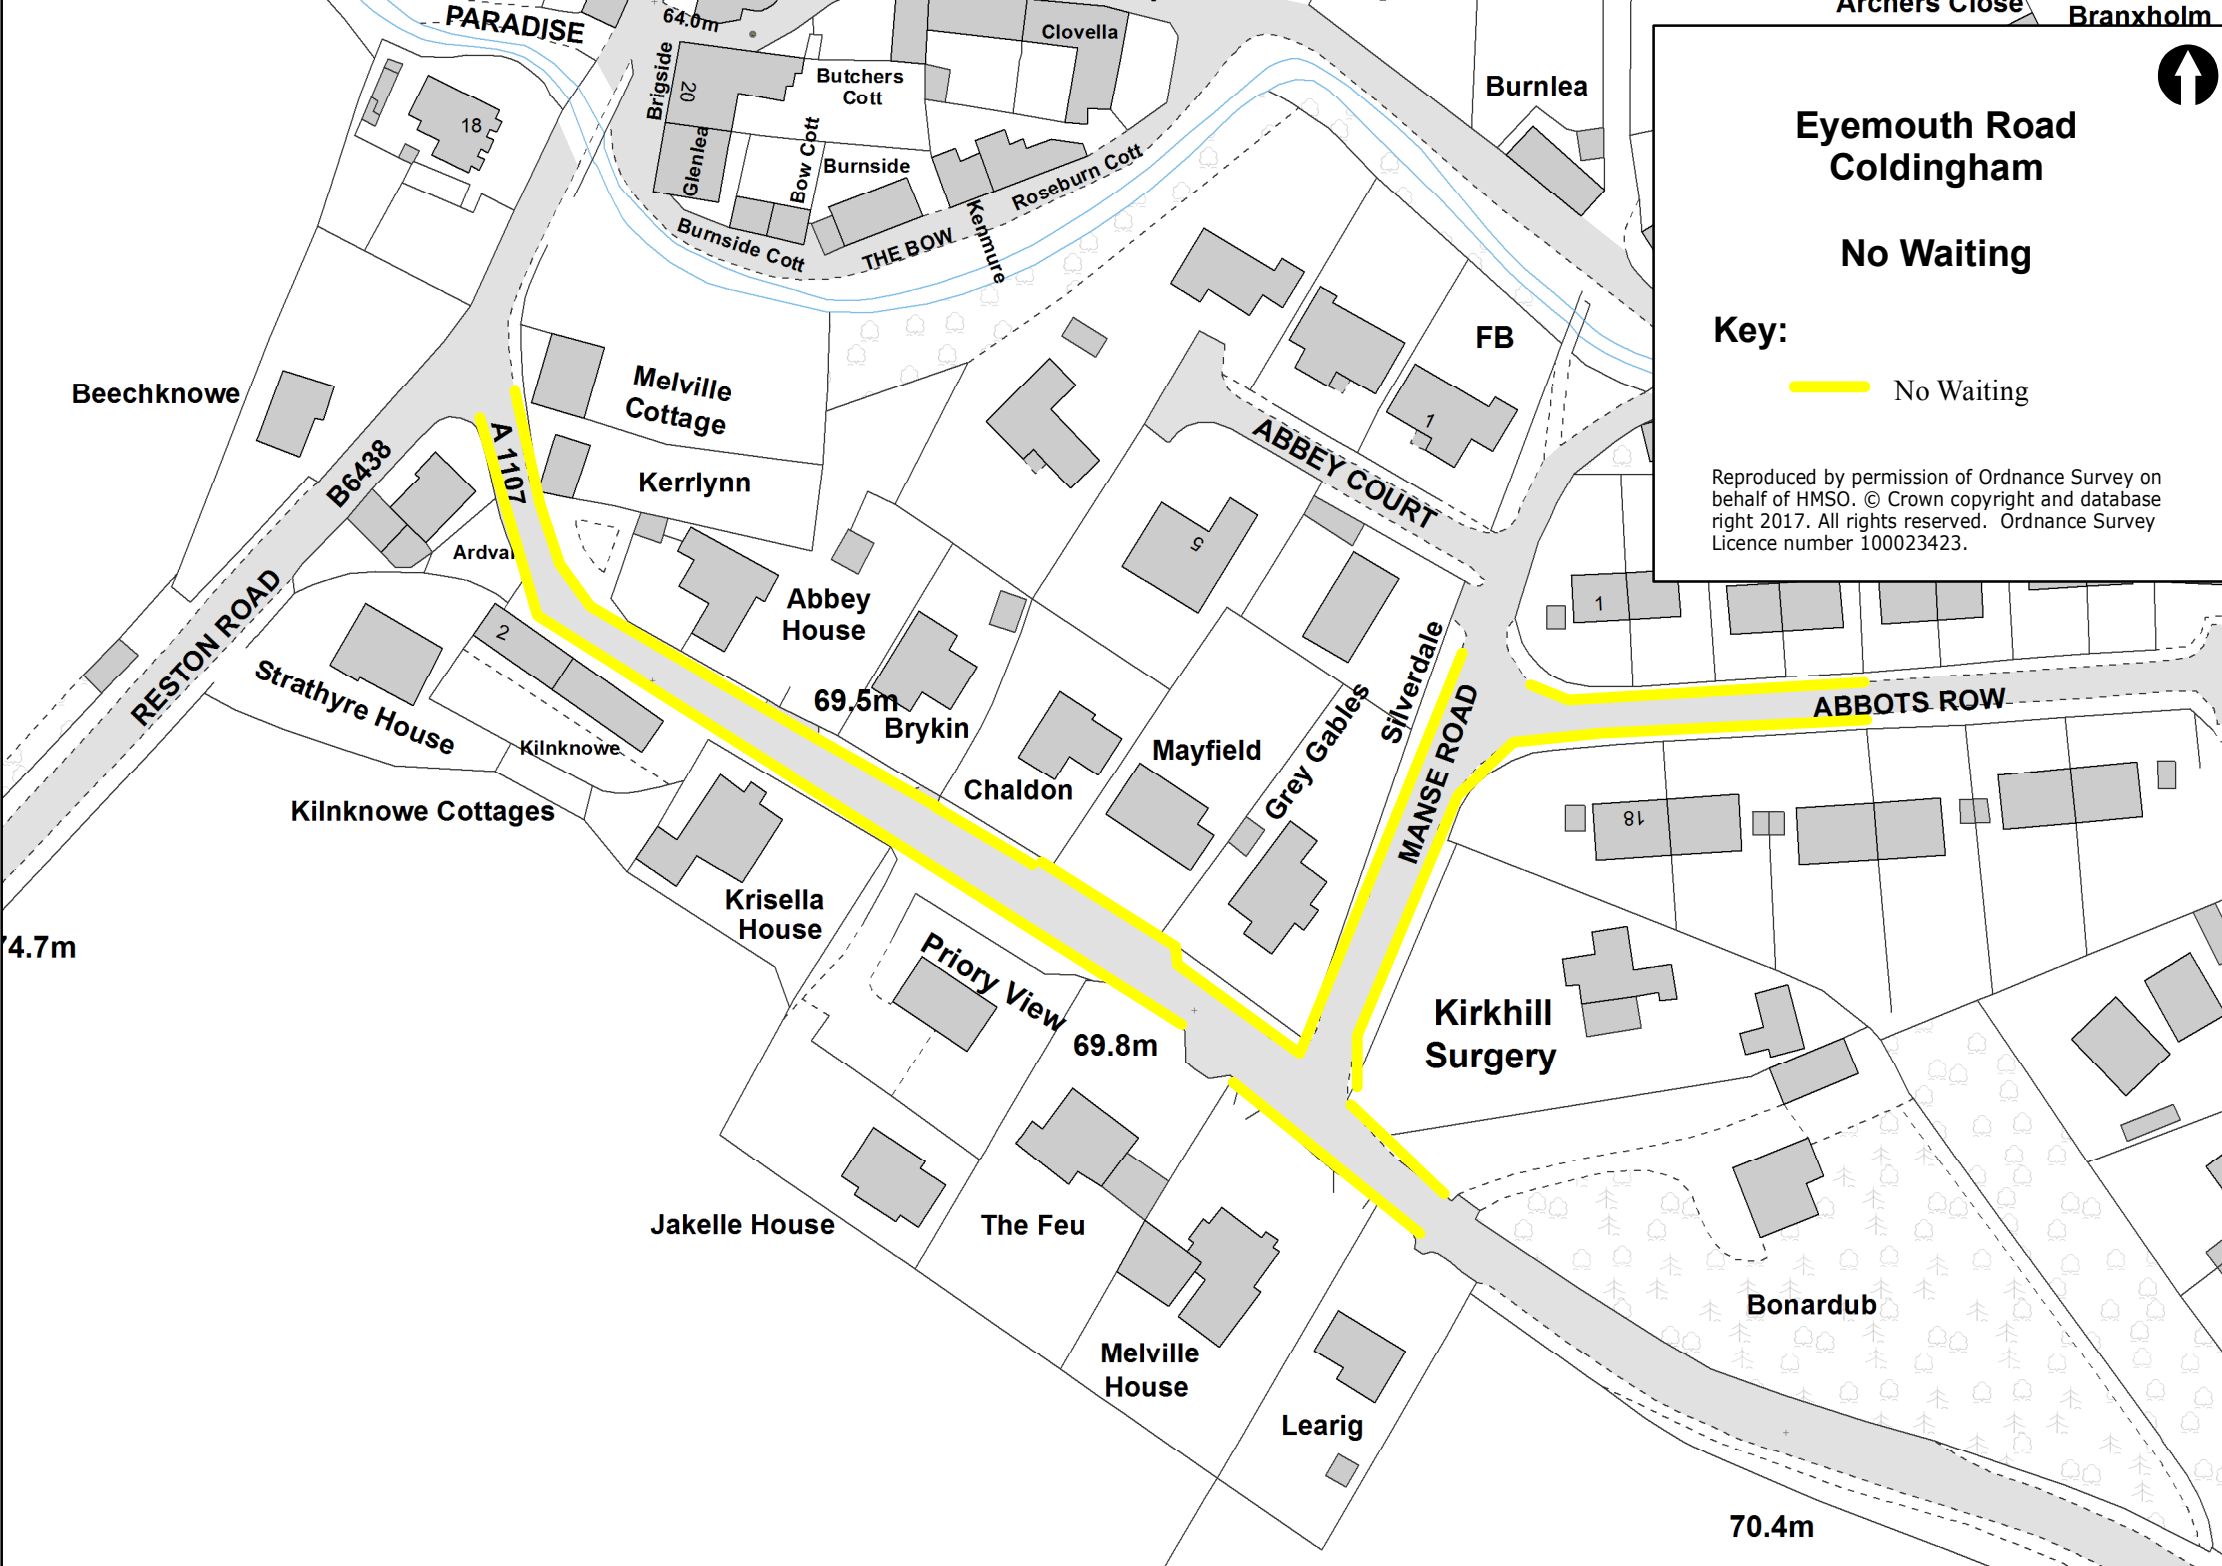 Archers Close
Branxholm
PARADISE
64.0m
Clovella
Brigside
20
Butchers
Cott
Burnlea
18
Glenlea
Bow Cott
Burnside
Roseburn Cott
Kenmure
Burnside Cott
THE BOW
Eyemouth Road
Coldingham
No Waiting
Key:
No Waiting
Reproduced by permission of Ordnance Survey on
behalf of HMSO. © Crown copyright and database
right 2017. All rights reserved. Ordnance Survey
Licence number 100023423.
FB
Beechknowe
Melville
Cottage
1
A 1107
B6438
ABBEY COURT
Kerrlynn
5
Ardval
RESTON ROAD
Abbey
House
1
2
Silverdale
Strathyre House
69.5m
Brykin
Grey Gables
MANSE ROAD
ABBOTS ROW
Kilnknowe
Mayfield
Chaldon
Kilnknowe Cottages
18
Krisella
House
74.7m
Priory View
Kirkhill
Surgery
69.8m
Jakelle House
The Feu
Bonardub
Melville
House
Learig
70.4m